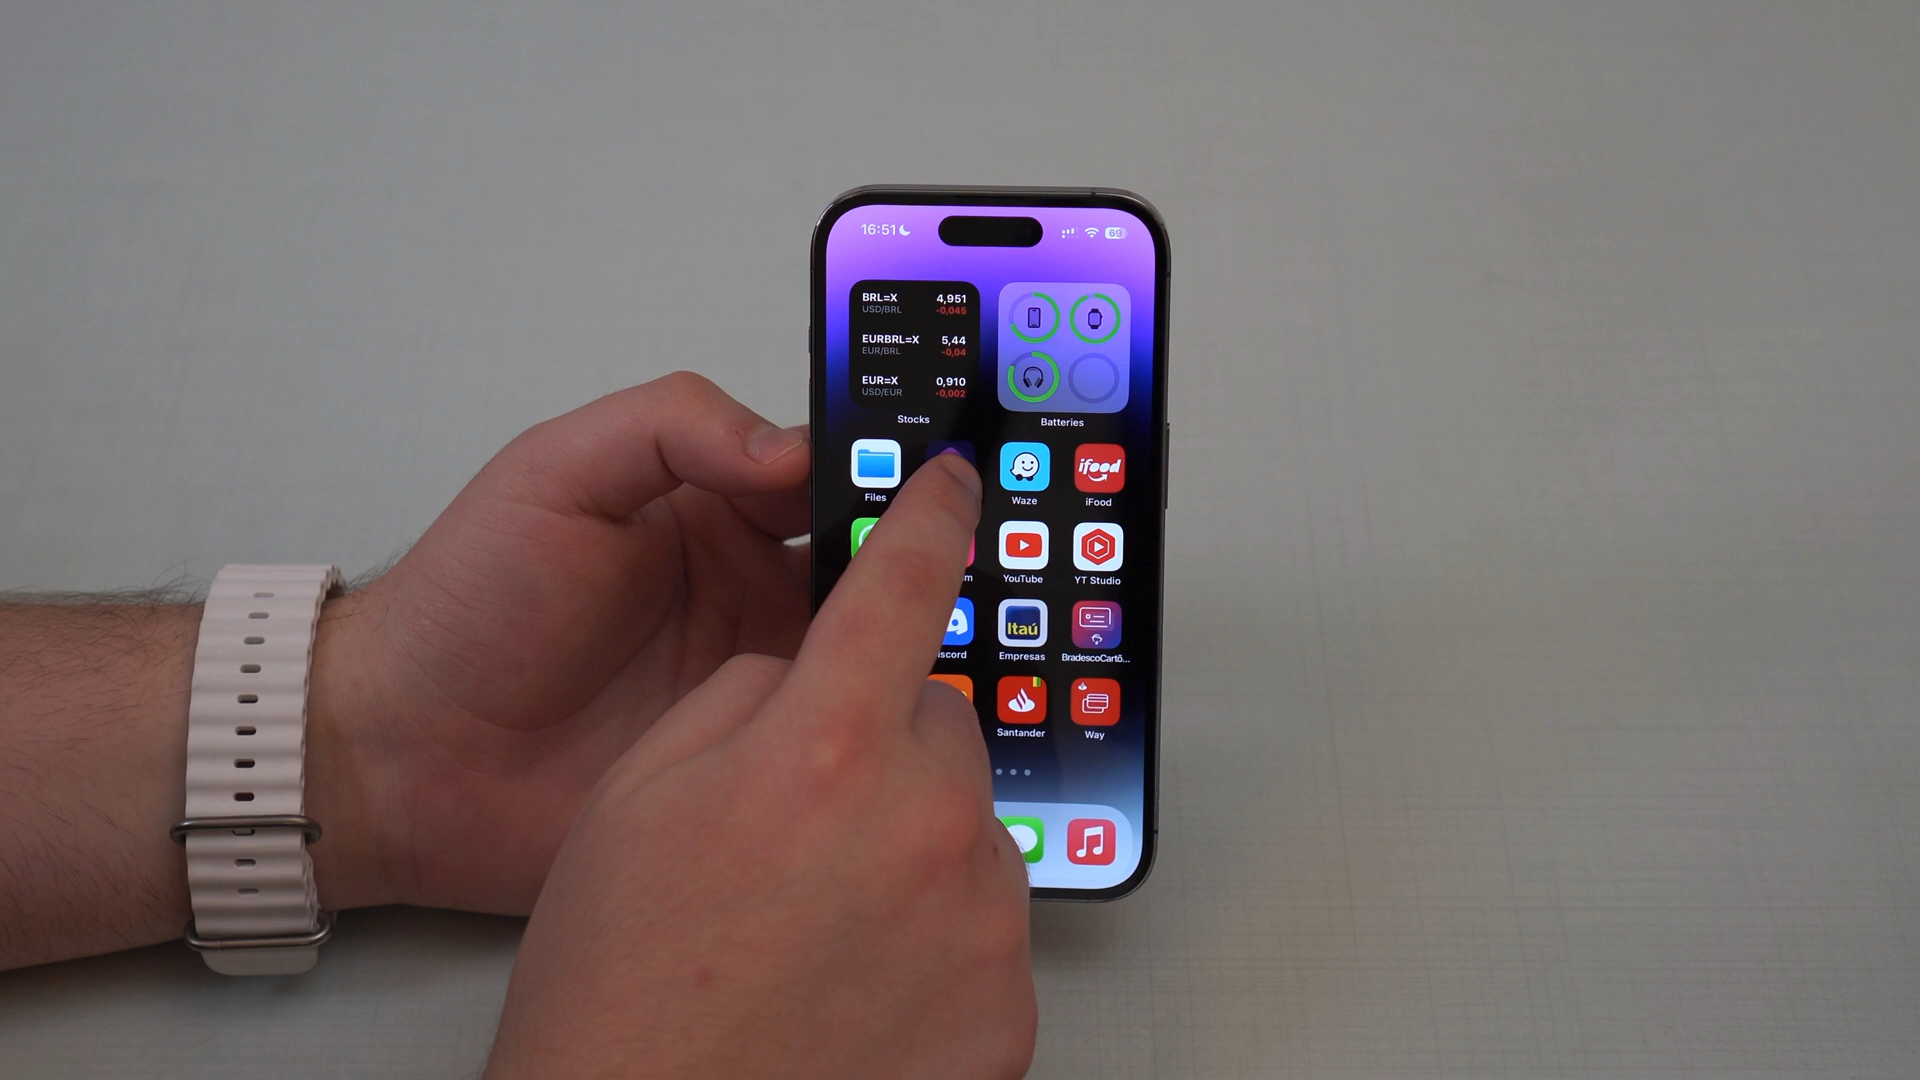 16:51 69
BRL=X 4,951
USD/BRL -0,045
EURBRL=X 5,44
EUR/BRL -0,04
EUR=X 0,910
USD/EUR -0,002
Stocks Batteries
ifood
Files Waze iFood
m YouTube YT Studio
Itaú
iscord Empresas BradescoCartõ...
Santander Way